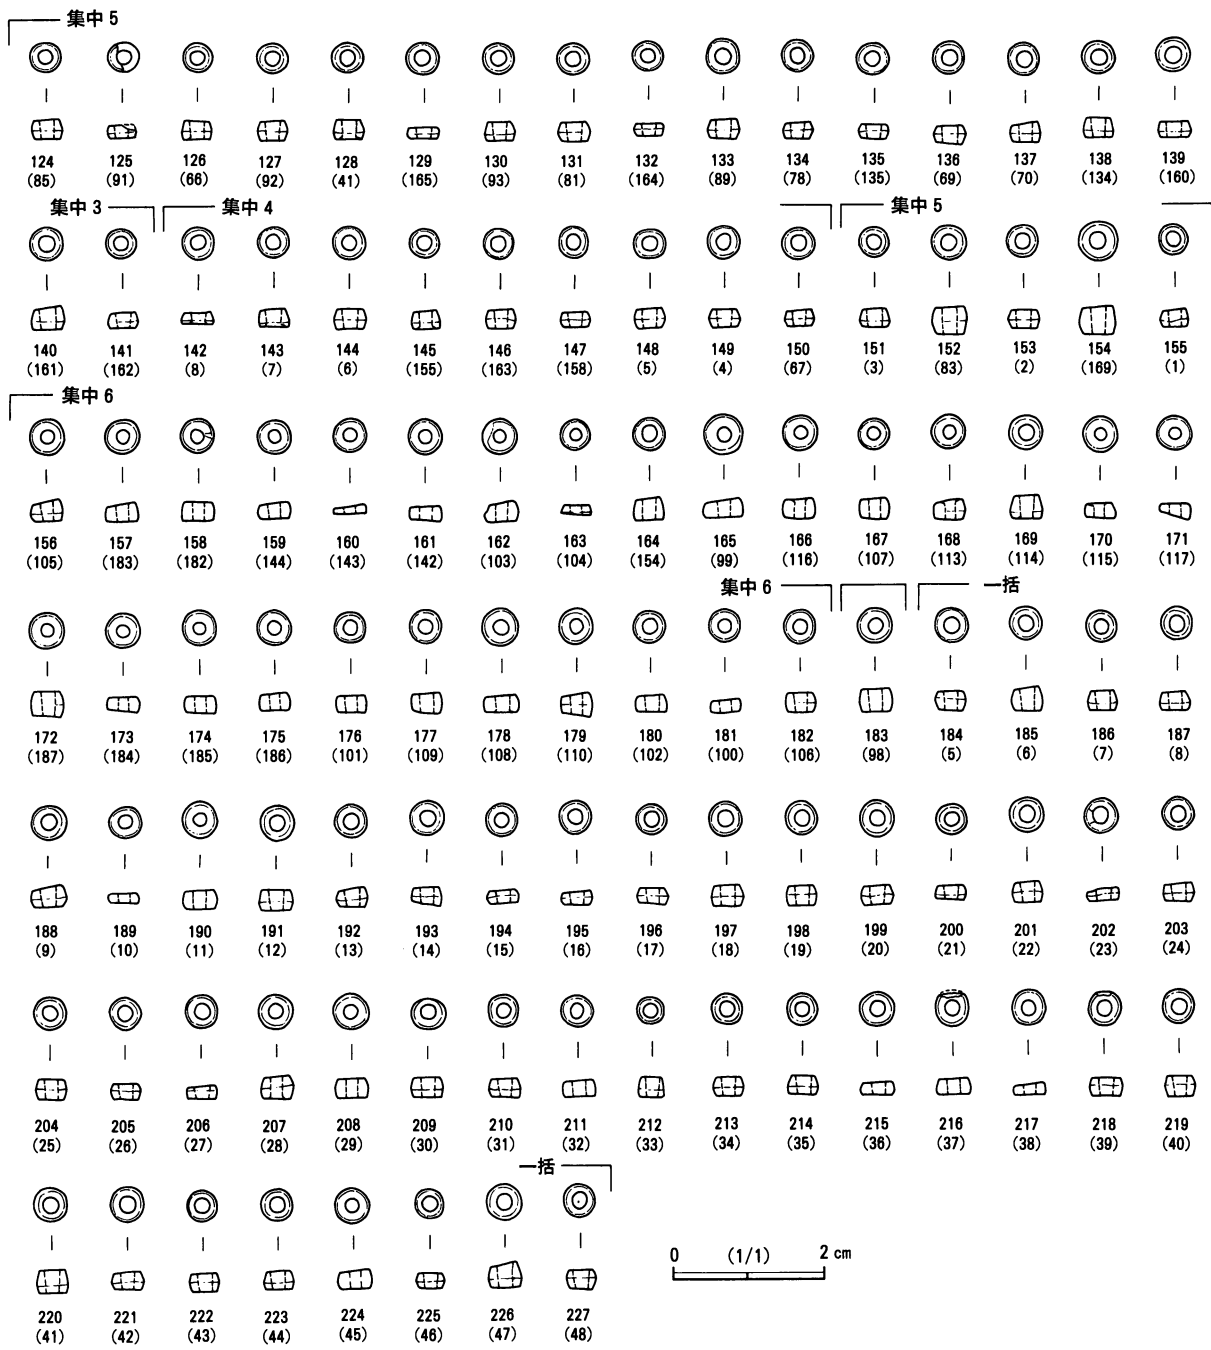 集中 5
124 125 126 127 128 129 130 131 132 133 134 135 136 137 138 139
(85) (91) (66) (92) (41) (165) (93) (81) (164) (89) (78) (135) (69) (70) (134) (160)
集中 3 集中 4 集中 5
140 141 142 143 144 145 146 147 148 149 150 151 152 153 154 155
(161) (162) (8) (7) (6) (155) (163) (158) (5) (4) (67) (3) (83) (2) (169) (1)
集中 6
156 157 158 159 160 161 162 163 164 165 166 167 168 169 170 171
(105) (183) (182) (144) (143) (142) (103) (104) (154) (99) (116) (107) (113) (114) (115) (117)
集中 6 一括
172 173 174 175 176 177 178 179 180 181 182 183 184 185 186 187
(187) (184) (185) (186) (101) (109) (108) (110) (102) (100) (106) (98) (5) (6) (7) (8)
188 189 190 191 192 193 194 195 196 197 198 199 200 201 202 203
(9) (10) (11) (12) (13) (14) (15) (16) (17) (18) (19) (20) (21) (22) (23) (24)
204 205 206 207 208 209 210 211 212 213 214 215 216 217 218 219
(25) (26) (27) (28) (29) (30) (31) (32) (33) (34) (35) (36) (37) (38) (39) (40)
一括
220 221 222 223 224 225 226 227
(41) (42) (43) (44) (45) (46) (47) (48)
0 (1/1) 2 cm